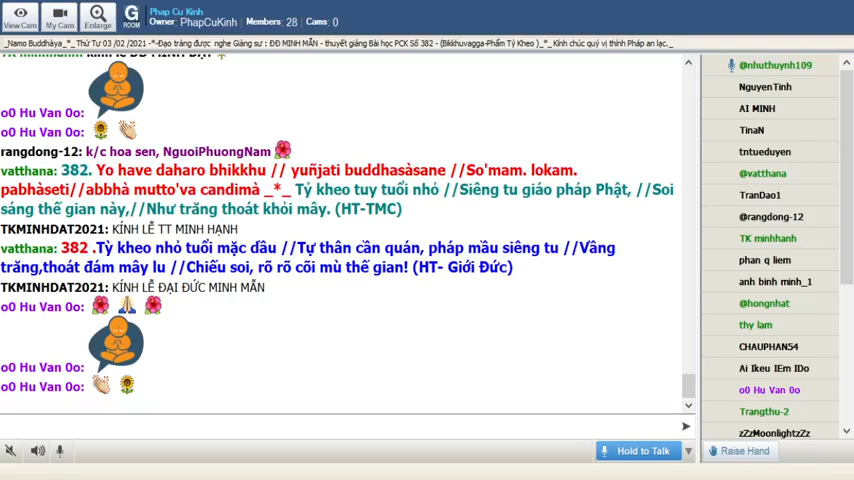 View Cam
My Cam
Enlarge
G
ROOM
Phap Cu Kinh
Owner: PhapCuKinh Members: 28 Cams: 0
_Namo Buddhàya_*_ Thứ Tư 03 /02 /2021 -*-Đạo tràng được nghe Giảng sư : ĐĐ MINH MẪN - thuyết giảng Bài học PCK Số 382 - (Bikkhuvagga-Phẩm Tỳ Kheo )_*_ Kính chúc quý vị thính Pháp an lạc._
o0 Hu Van 0o:
o0 Hu Van 0o:
rangdong-12: k/c hoa sen, NguoiPhuongNam
vatthana: 382. Yo have daharo bhikkhu // yuñjati buddhasàsane //So'mam. lokam.
pabhàseti//abbhà mutto'va candimà _*_ Tỷ kheo tuy tuổi nhỏ //Siêng tu giáo pháp Phật, //Soi
sáng thế gian này,//Như trăng thoát khỏi mây. (HT-TMC)
TKMINHDAT2021: KÍNH LỄ TT MINH HẠNH
vatthana: 382 .Tỳ kheo nhỏ tuổi mặc dầu //Tự thân cần quán, pháp mầu siêng tu //Vầng
trăng,thoát đám mây lu //Chiếu soi, rõ rõ cõi mù thế gian! (HT- Giới Đức)
TKMINHDAT2021: KÍNH LỄ ĐẠI ĐỨC MINH MẪN
o0 Hu Van 0o:
o0 Hu Van 0o:
o0 Hu Van 0o:
Hold to Talk
@nhuthuynh109
NguyenTinh
AI MINH
TinaN
tntueduyen
@vatthana
TranDao1
@rangdong-12
TK minhhanh
phan q liem
anh binh minh_1
@hongnhat
thy lam
CHAUPHAN54
Ai lkeu IEm IDo
o0 Hu Van 0o
Trangthu-2
zZzMoonlightzZz
Raise Hand